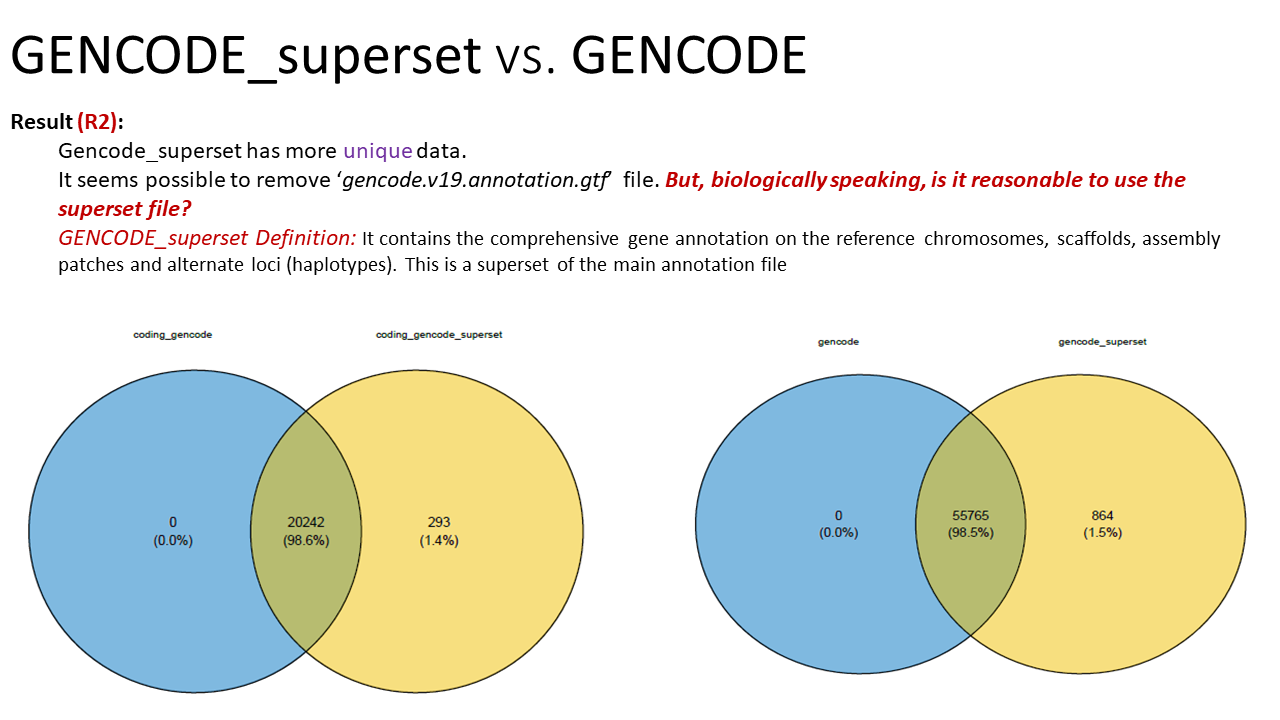 GENCODE_superset vs. GENCODE
Result (R2):
Gencode_superset has more unique data.
It seems possible to remove ‘gencode.v19.annotation.gtf’ file. But, biologically speaking, is it reasonable to use the
superset file?
GENCODE_superset Definition: It contains the comprehensive gene annotation on the reference chromosomes, scaffolds, assembly
patches and alternate loci (haplotypes). This is a superset of the main annotation file
coding_gencode
coding_gencode_superset
0
(0.0%)
20242
(98.6%)
293
(1.4%)
gencode
gencode_superset
0
(0.0%)
55765
(98.5%)
864
(1.5%)